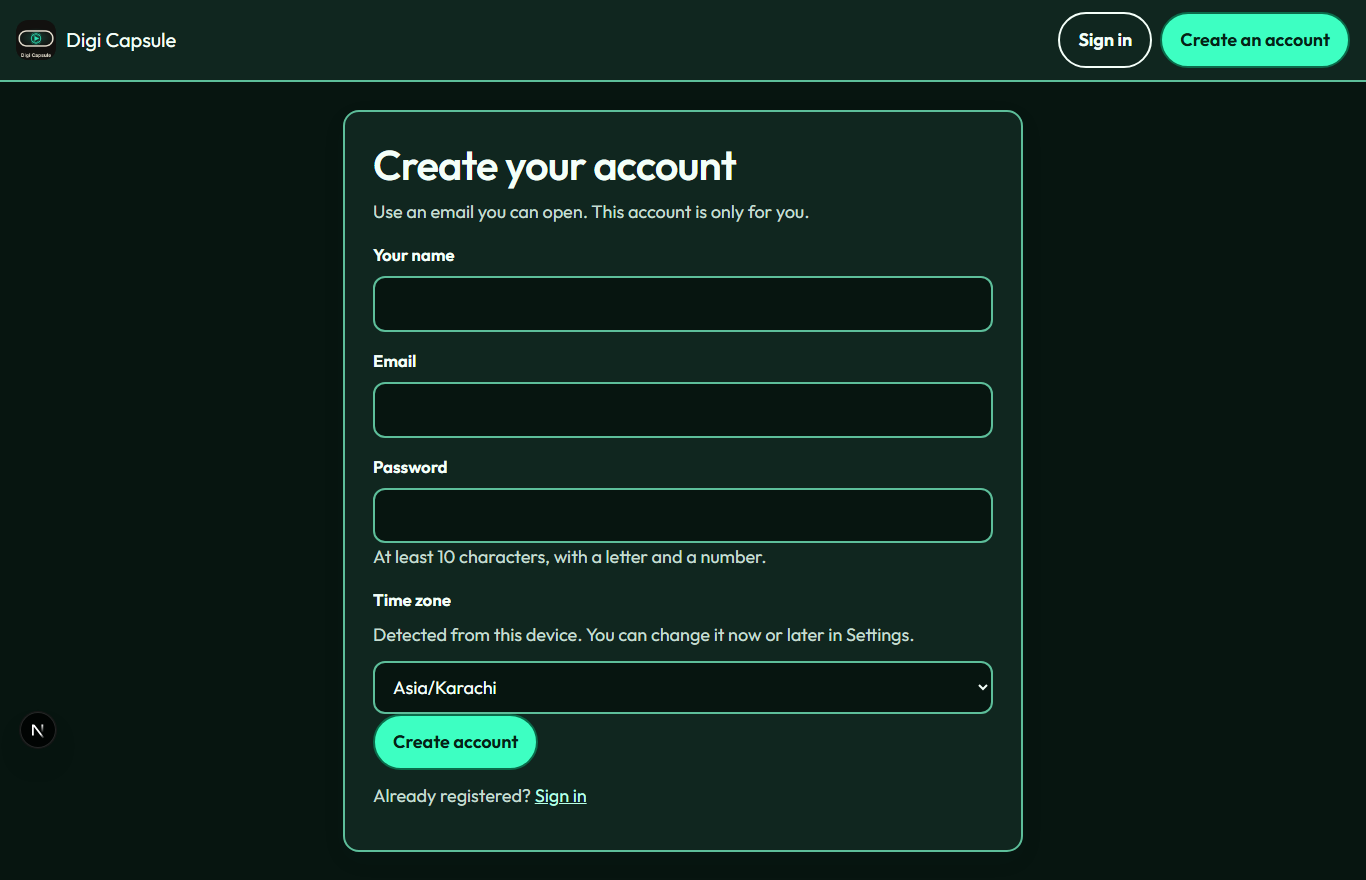 Digi Capsule
Digi Capsule
Sign in
Create an account
Create your account
Use an email you can open. This account is only for you.
Your name
Email
Password
At least 10 characters, with a letter and a number.
Time zone
Detected from this device. You can change it now or later in Settings.
Asia/Karachi
N
Create account
Already registered? Sign in